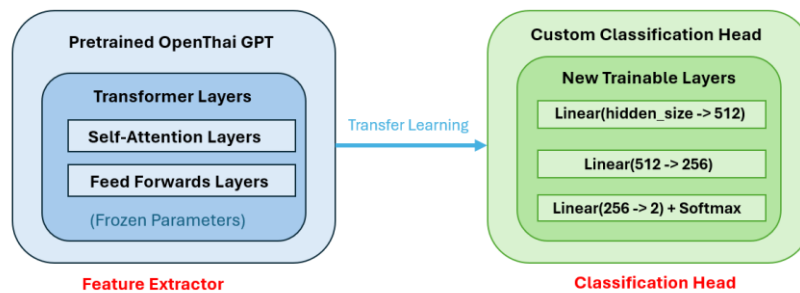 Pretrained OpenThai GPT
Transformer Layers
Self-Attention Layers
Feed Forwards Layers
(Frozen Parameters)
Feature Extractor
Transfer Learning
Custom Classification Head
New Trainable Layers
Linear(hidden_size -> 512)
Linear(512 -> 256)
Linear(256 -> 2) + Softmax
Classification Head